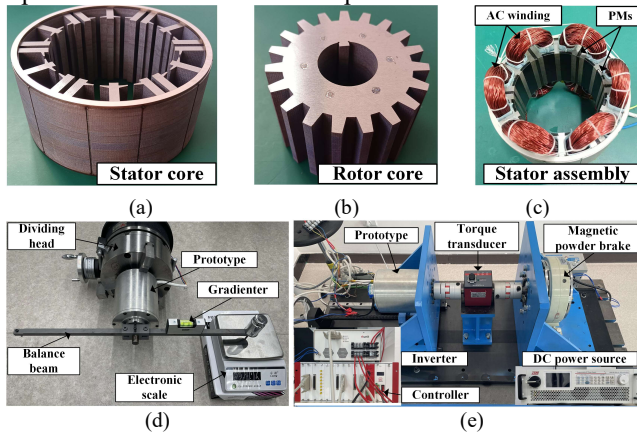 AC winding
PMs
Stator core
Rotor core
Stator assembly
(a)
(b)
(c)
Dividing
head
Prototype
Gradienter
Balance
beam
Electronic
scale
Prototype
Torque
transducer
Magnetic
powder brake
Inverter
DC power source
Controller
(d)
(e)